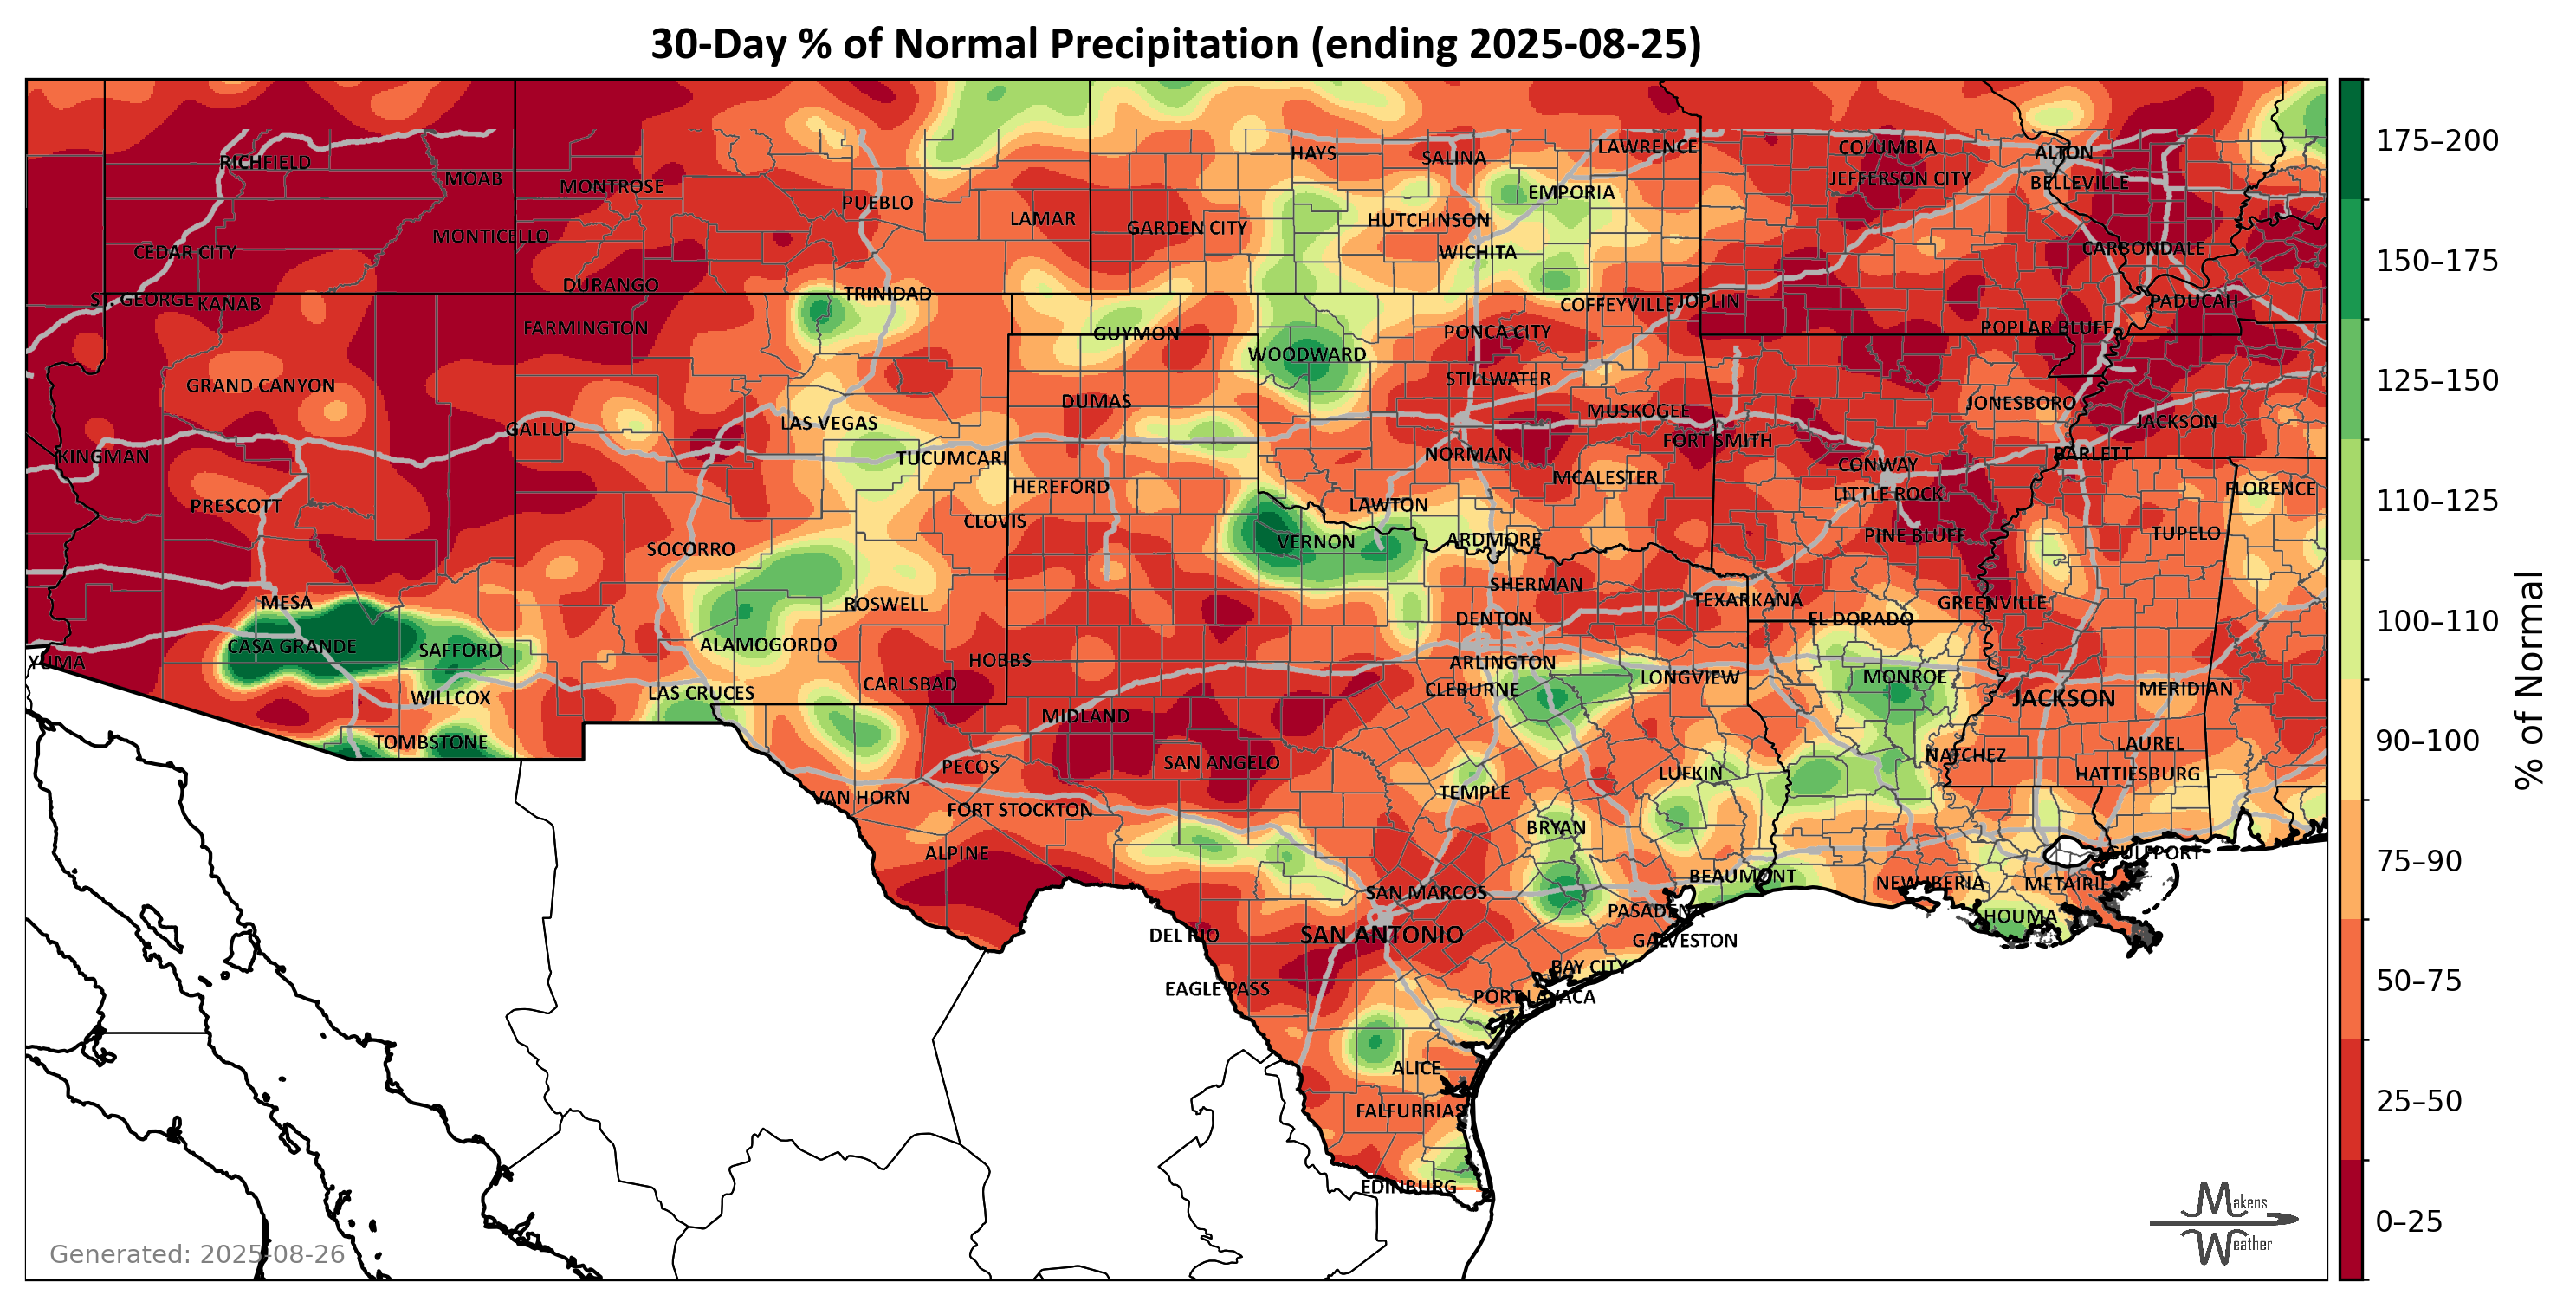 30-Day % of Normal Precipitation (ending 2025-08-25)
RICHFIELD
MOAB
MONTROSE
PUEBLO
LAMAR
HAYS
SALINA
LAWRENCE
COLUMBIA
ALTON
JEFFERSON CITY
BELLEVILLE
EMPORIA
GARDEN CITY
HUTCHINSON
WICHITA
CEDAR CITY
MONTICELLO
CARBONDALE
DURANGO
TRINIDAD
ST. GEORGE
KANAB
COFFEYVILLE
JOPLIN
PADUCAH
FARMINGTON
GUYMON
PONCA CITY
POPLAR BLUFF
WOODWARD
GRAND CANYON
STILLWATER
DUMAS
MUSKOGEE
JONESBORO
JACKSON
GALLUP
LAS VEGAS
FORT SMITH
KINGMAN
TUCUMCARI
NORMAN
CONWAY
BARLETT
HEREFORD
MCALESTER
LITTLE ROCK
FLORENCE
PRESCOTT
LAWTON
CLOVIS
PINE BLUFF
TUPELO
SOCORRO
VERNON
ARDMORE
MESA
ROSWELL
SHERMAN
TEXARKANA
GREENVILLE
CASA GRANDE
SAFFORD
ALAMOGORDO
DENTON
EL DORADO
YUMA
HOBBS
ARLINGTON
WILLCOX
LAS CRUCES
CARLSBAD
CLEBURNE
LONGVIEW
MONROE
JACKSON
MERIDIAN
TOMBSTONE
MIDLAND
PECOS
SAN ANGELO
NATCHEZ
LAUREL
VAN HORN
FORT STOCKTON
TEMPLE
LUFKIN
HATTIESBURG
ALPINE
BRYAN
GULFPORT
SAN MARCOS
BEAUMONT
NEW IBERIA
METAIRIE
DEL RIO
SAN ANTONIO
PASADENA
HOUMA
GALVESTON
EAGLE PASS
BAY CITY
PORT LAVACA
ALICE
FALFURRIAS
EDINBURG
175–200
150–175
125–150
110–125
100–110
90–100
75–90
50–75
25–50
0–25
% of Normal
Generated: 2025-08-26
Makens
Weather